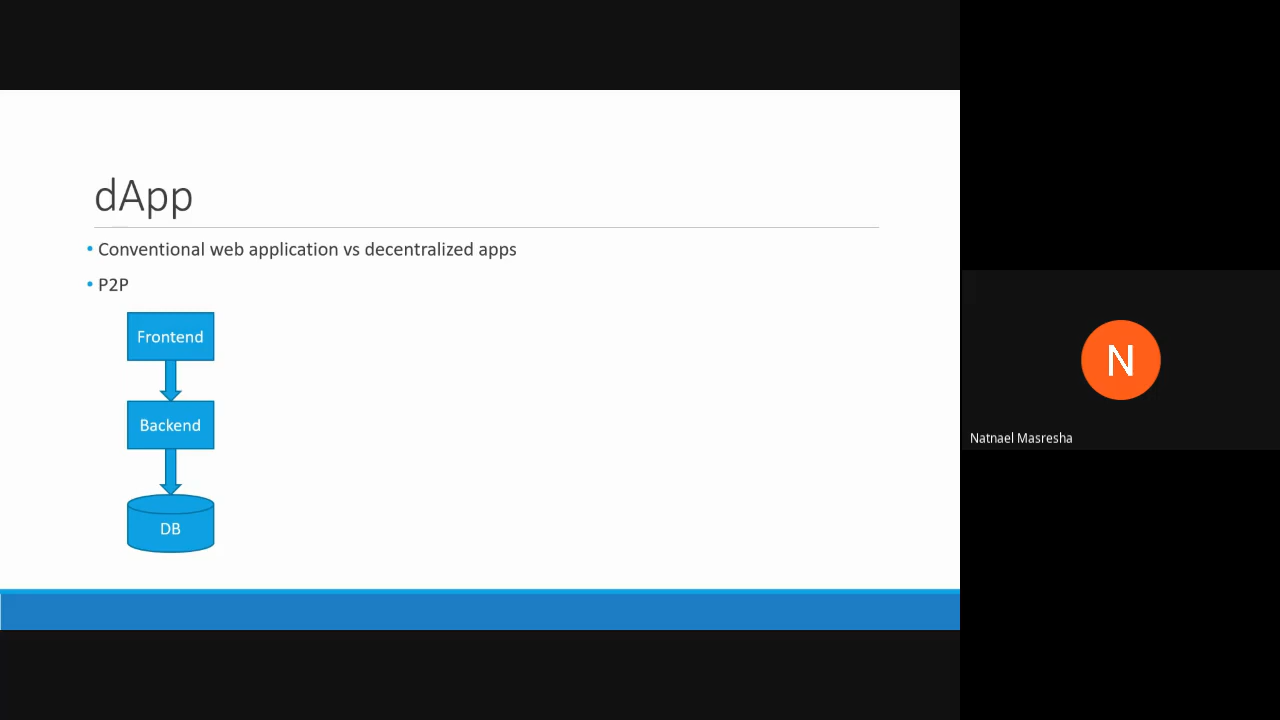 dApp
Conventional web application vs decentralized apps
P2P
Frontend
Backend
DB
N
Natnael Masresha